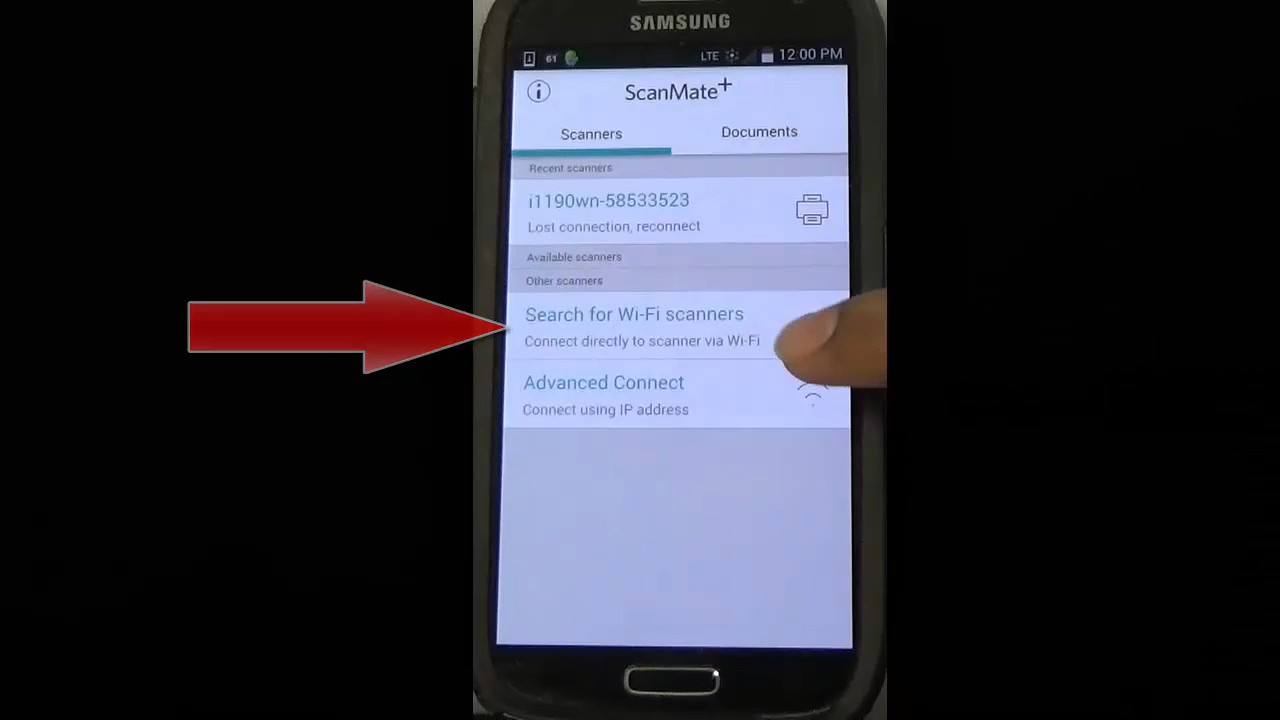 SAMSUNG
61 LTE 12:00 PM
ScanMate+
Scanners Documents
Recent scanners
i1190wn-58533523
Lost connection, reconnect
Available scanners
Other scanners
Search for Wi-Fi scanners
Connect directly to scanner via Wi-Fi
Advanced Connect
Connect using IP address